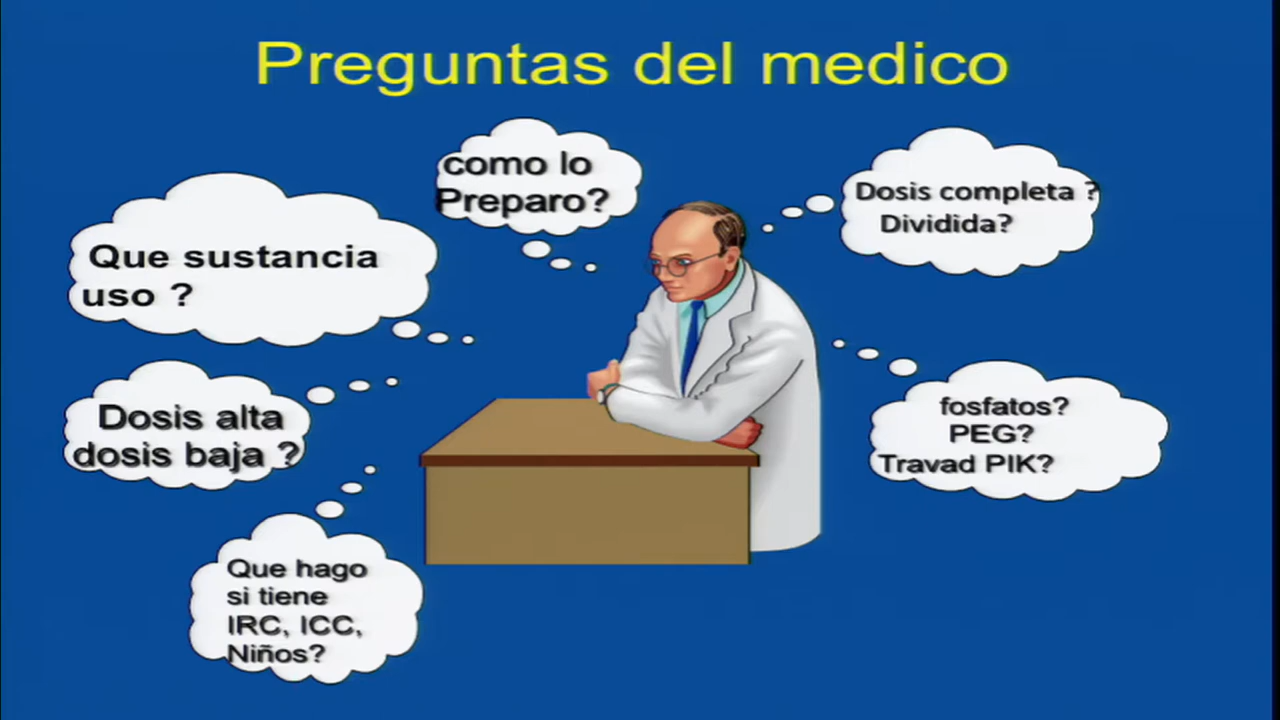 Preguntas del medico
como lo
Preparo?
Dosis completa ?
Dividida?
Que sustancia
uso ?
Dosis alta
dosis baja ?
fosfatos?
PEG?
Travad PIK?
Que hago
si tiene
IRC, ICC,
Niños?